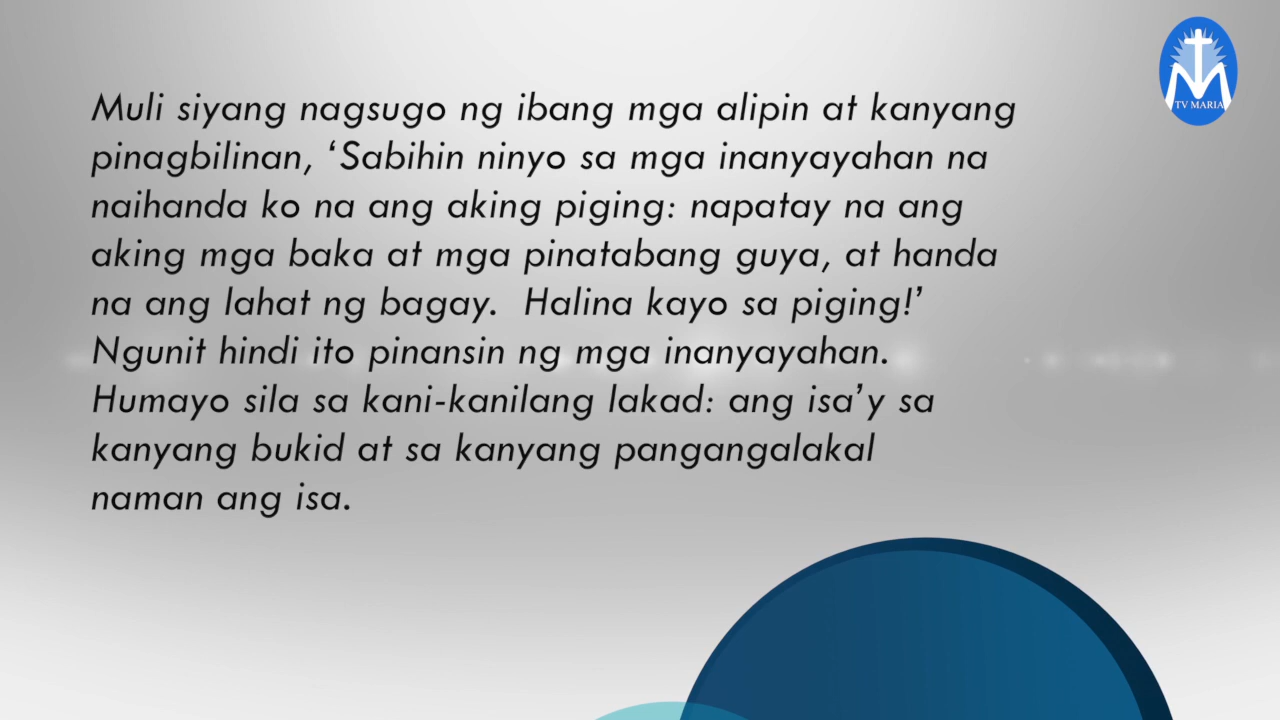 Muli siyang nagsugo ng ibang mga alipin at kanyang
pinagbilinan, ‘Sabihin ninyo sa mga inanyayahan na
naihanda ko na ang aking piging: napatay na ang
aking mga baka at mga pinatabang guya, at handa
na ang lahat ng bagay.  Halina kayo sa piging!’
Ngunit hindi ito pinansin ng mga inanyayahan.
Humayo sila sa kani-kanilang lakad: ang isa’y sa
kanyang bukid at sa kanyang pangangalakal
naman ang isa.
TV MARIA